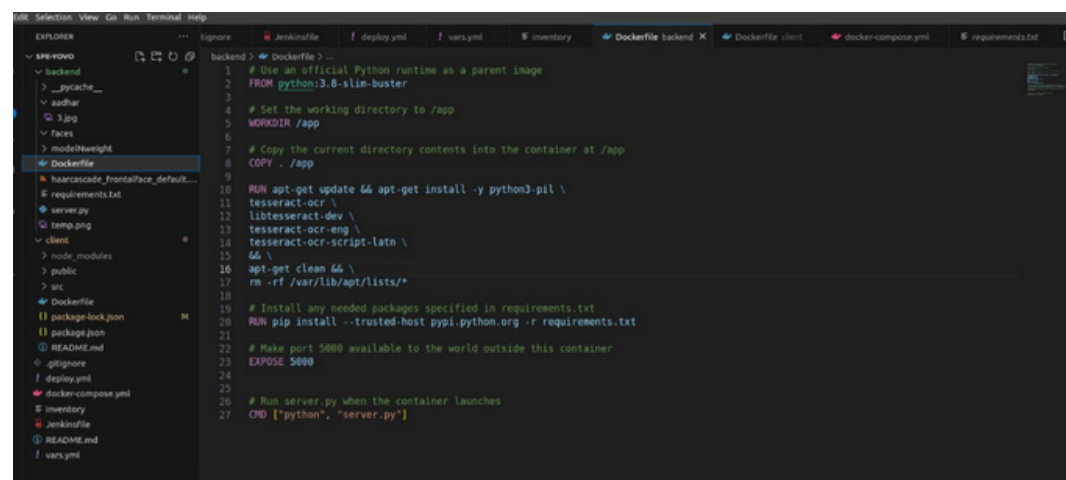 Edit Selection View Go Run Terminal Help
EXPLORER ...
tignore Jenkinsfile deploy.yml vars.yml inventory Dockerfile backend X Dockerfile client docker-compose.yml requirements.txt
SPE-YOVO
backend
__pycache__
aadhar
3.jpg
faces
modelNweight
Dockerfile
haarcascade_frontalface_default....
requirements.txt
server.py
temp.png
client
node_modules
public
src
Dockerfile
package-lock.json M
package.json
README.md
.gitignore
deploy.yml
docker-compose.yml
inventory
Jenkinsfile
README.md
vars.yml
backend > Dockerfile > ...
1 # Use an official Python runtime as a parent image
2 FROM python:3.8-slim-buster
3
4 # Set the working directory to /app
5 WORKDIR /app
6
7 # Copy the current directory contents into the container at /app
8 COPY . /app
9
10 RUN apt-get update && apt-get install -y python3-pil \
11 tesseract-ocr \
12 libtesseract-dev \
13 tesseract-ocr-eng \
14 tesseract-ocr-script-latn \
15 && \
16 apt-get clean && \
17 rm -rf /var/lib/apt/lists/*
18
19 # Install any needed packages specified in requirements.txt
20 RUN pip install --trusted-host pypi.python.org -r requirements.txt
21
22 # Make port 5000 available to the world outside this container
23 EXPOSE 5000
24
25
26 # Run server.py when the container launches
27 CMD ["python", "server.py"]